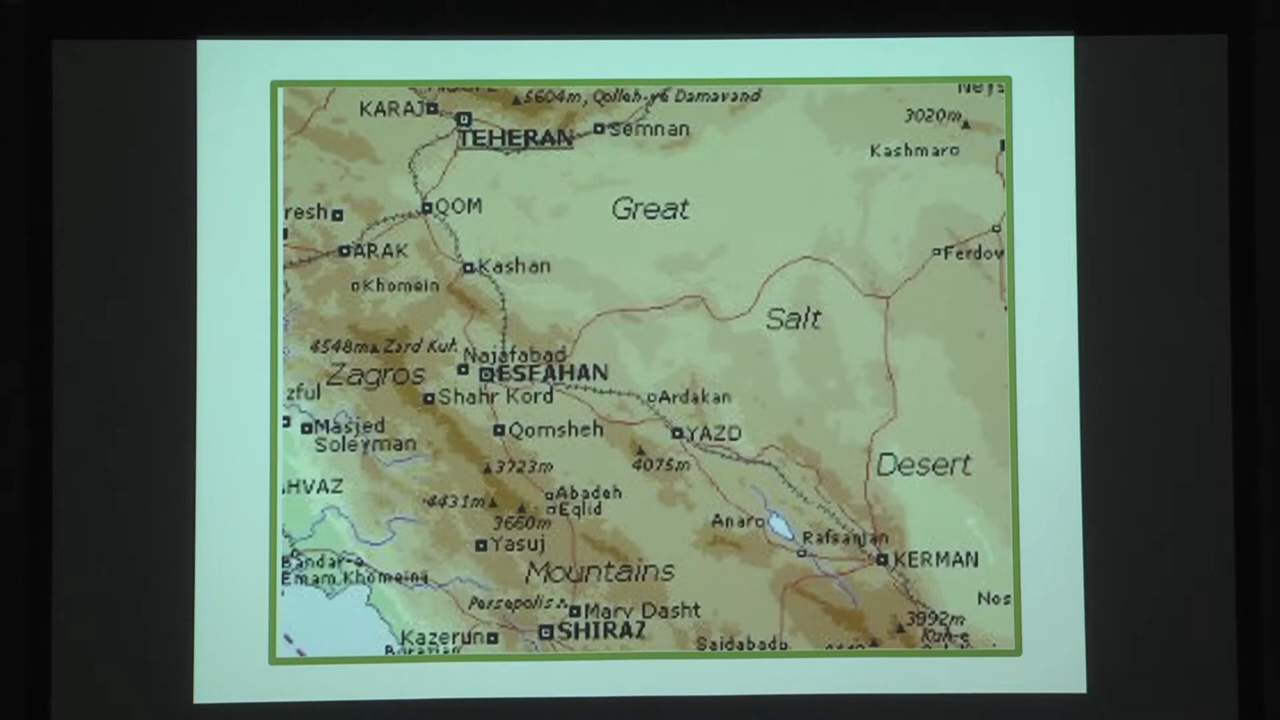 5604m, Qolleh-ye Damavand
KARAJ
TEHERAN
Semnan
3020m
Kashmar
Great
resh
QOM
ARAK
Kashan
Ferdow
Khomein
Salt
4548m Zard Kuh
Najafabad
Zagros
ESFAHAN
zful
Shahr Kord
Ardakan
Masjed
Soleyman
Qomsheh
YAZD
3723m
4075m
Desert
HVAZ
4431m
Abadeh
Eqlid
3660m
Anar
Yasuj
Rafsanjan
KERMAN
Bandar-e
Emam Khomeini
Mountains
Nos
Persepolis
Marv Dasht
3992m
Kuh-e
Kazerun
SHIRAZ
Saidabad